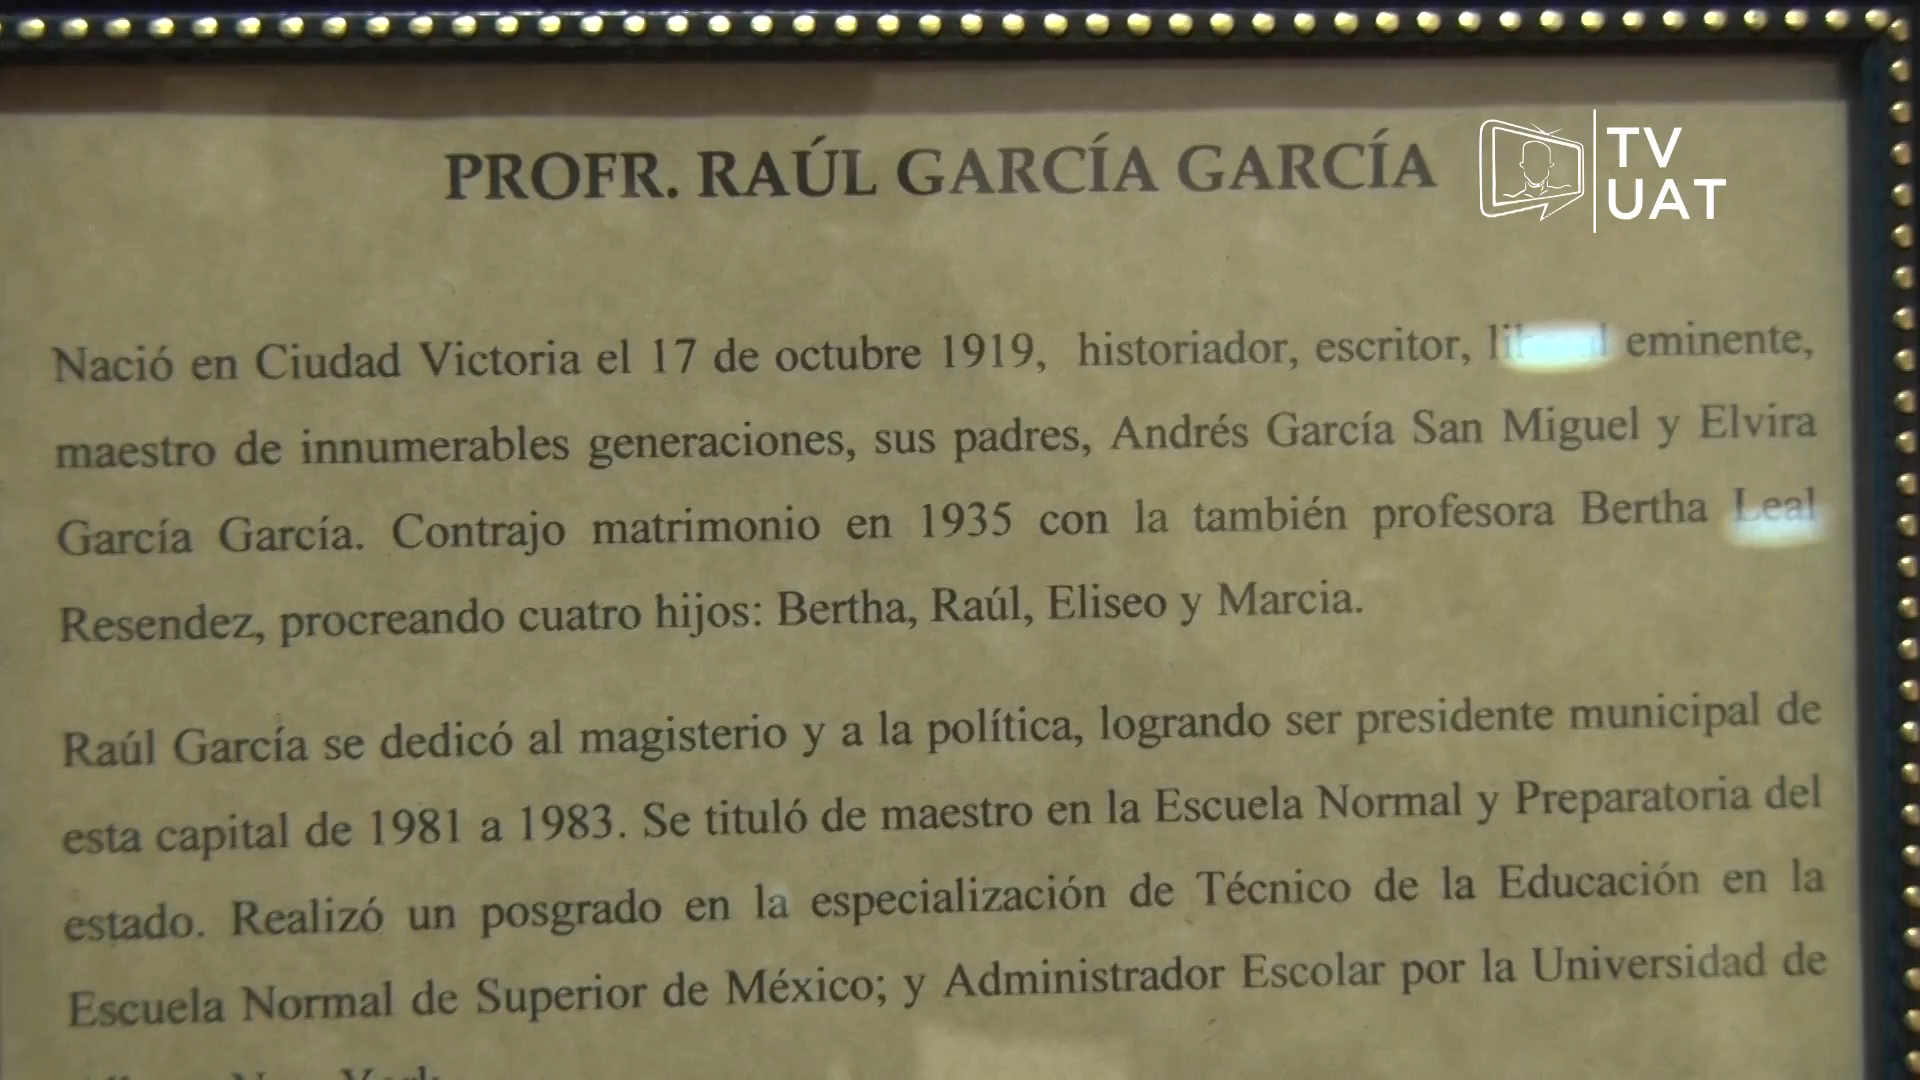 PROFR. RAÚL GARCÍA GARCÍA
TV
UAT
Nació en Ciudad Victoria el 17 de octubre 1919, historiador, escritor, liberal eminente,
maestro de innumerables generaciones, sus padres, Andrés García San Miguel y Elvira
García García. Contrajo matrimonio en 1935 con la también profesora Bertha Leal
Resendez, procreando cuatro hijos: Bertha, Raúl, Eliseo y Marcia.
Raúl García se dedicó al magisterio y a la política, logrando ser presidente municipal de
esta capital de 1981 a 1983. Se tituló de maestro en la Escuela Normal y Preparatoria del
estado. Realizó un posgrado en la especialización de Técnico de la Educación en la
Escuela Normal de Superior de México; y Administrador Escolar por la Universidad de